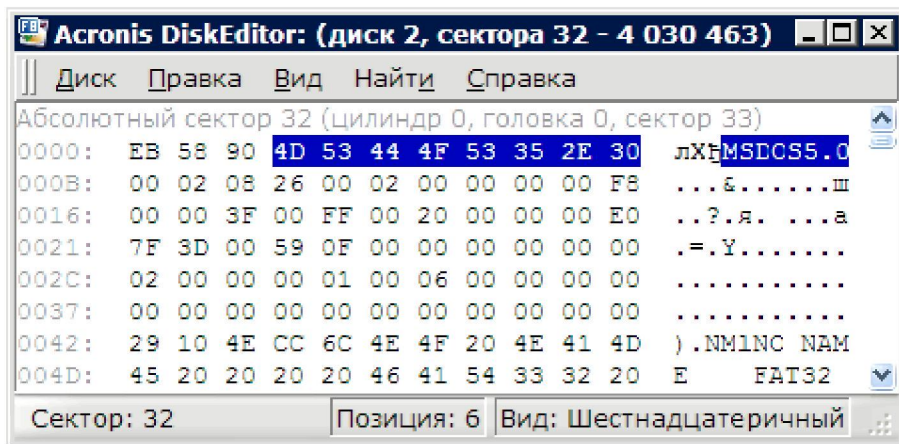 Acronis DiskEditor: (диск 2, сектора 32 - 4 030 463)
Диск Правка Вид Найти Справка
Абсолютный сектор 32 (цилиндр 0, головка 0, сектор 33)
0000: EB 58 90 4D 53 44 4F 53 35 2E 30 лXђMSDOS5.0
000B: 00 02 08 26 00 02 00 00 00 00 F8 ...&......ш
0016: 00 00 3F 00 FF 00 20 00 00 00 E0 ..?.я. ...а
0021: 7F 3D 00 59 0F 00 00 00 00 00 00 .=.Y.......
002C: 02 00 00 00 01 00 06 00 00 00 00 ...........
0037: 00 00 00 00 00 00 00 00 00 00 00 ...........
0042: 29 10 4E CC 6C 4E 4F 20 4E 41 4D ).NMlNO NAM
004D: 45 20 20 20 20 46 41 54 33 32 20 E FAT32
Сектор: 32 Позиция: 6 Вид: Шестнадцатеричный